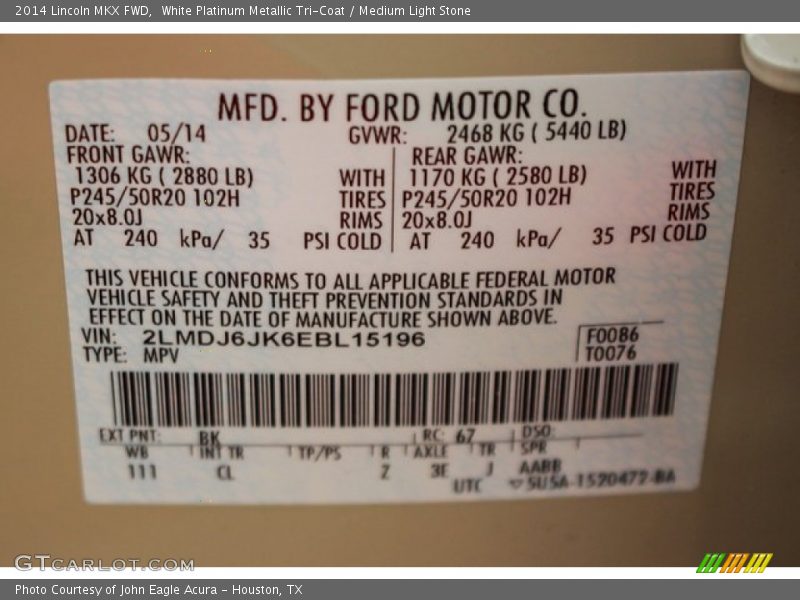 2014 Lincoln MKX FWD,  White Platinum Metallic Tri-Coat / Medium Light Stone
MFD. BY FORD MOTOR CO.
DATE: 05/14 GVWR: 2468 KG ( 5440 LB)
FRONT GAWR: REAR GAWR:
1306 KG ( 2880 LB) WITH 1170 KG ( 2580 LB) WITH
P245/50R20 102H TIRES P245/50R20 102H TIRES
20x8.0J RIMS 20x8.0J RIMS
AT 240 kPa/ 35 PSI COLD AT 240 kPa/ 35 PSI COLD
THIS VEHICLE CONFORMS TO ALL APPLICABLE FEDERAL MOTOR
VEHICLE SAFETY AND THEFT PREVENTION STANDARDS IN
EFFECT ON THE DATE OF MANUFACTURE SHOWN ABOVE.
VIN: 2LMDJ6JK6EBL15196 F0086
TYPE: MPV T0076
EXT PNT: BK RC: 67 DSO:
WB INT TR TP/PS R AXLE TR SPR
111 CL Z 3E J AABB
UTC 5U5A-1520472-BA
GTCARLOT.COM
Photo Courtesy of John Eagle Acura - Houston, TX